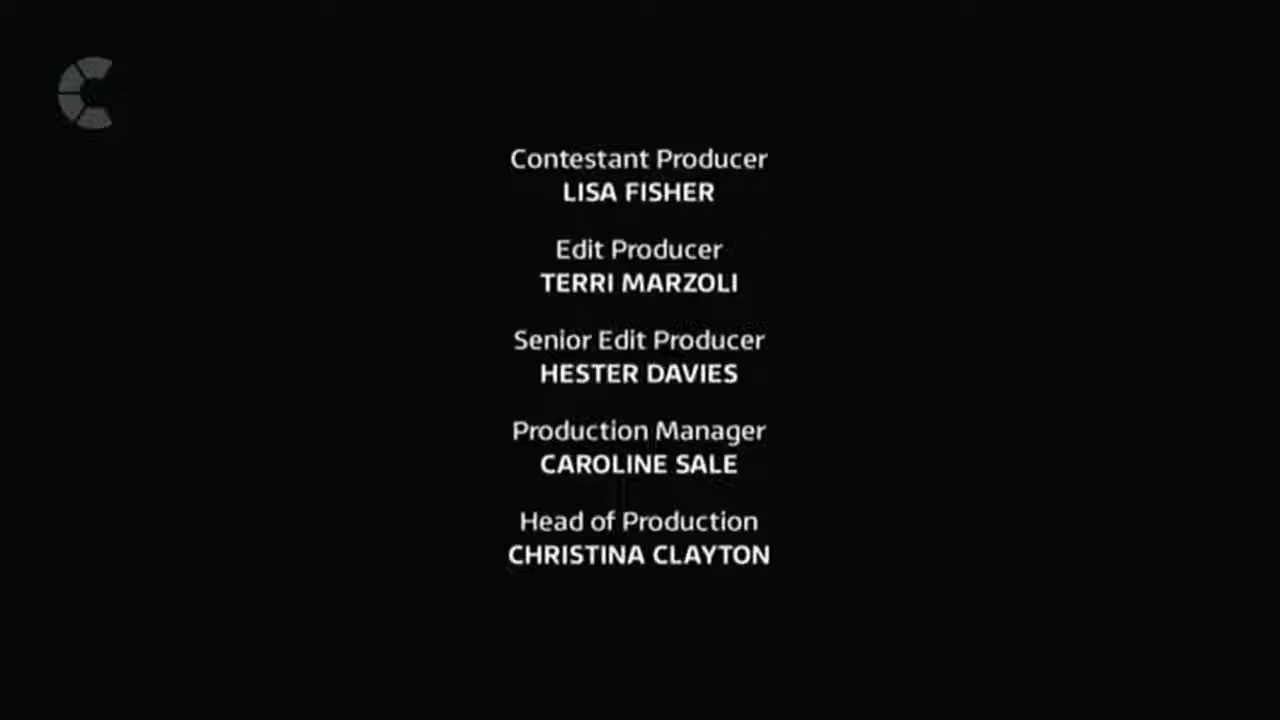 Contestant Producer
LISA FISHER
Edit Producer
TERRI MARZOLI
Senior Edit Producer
HESTER DAVIES
Production Manager
CAROLINE SALE
Head of Production
CHRISTINA CLAYTON